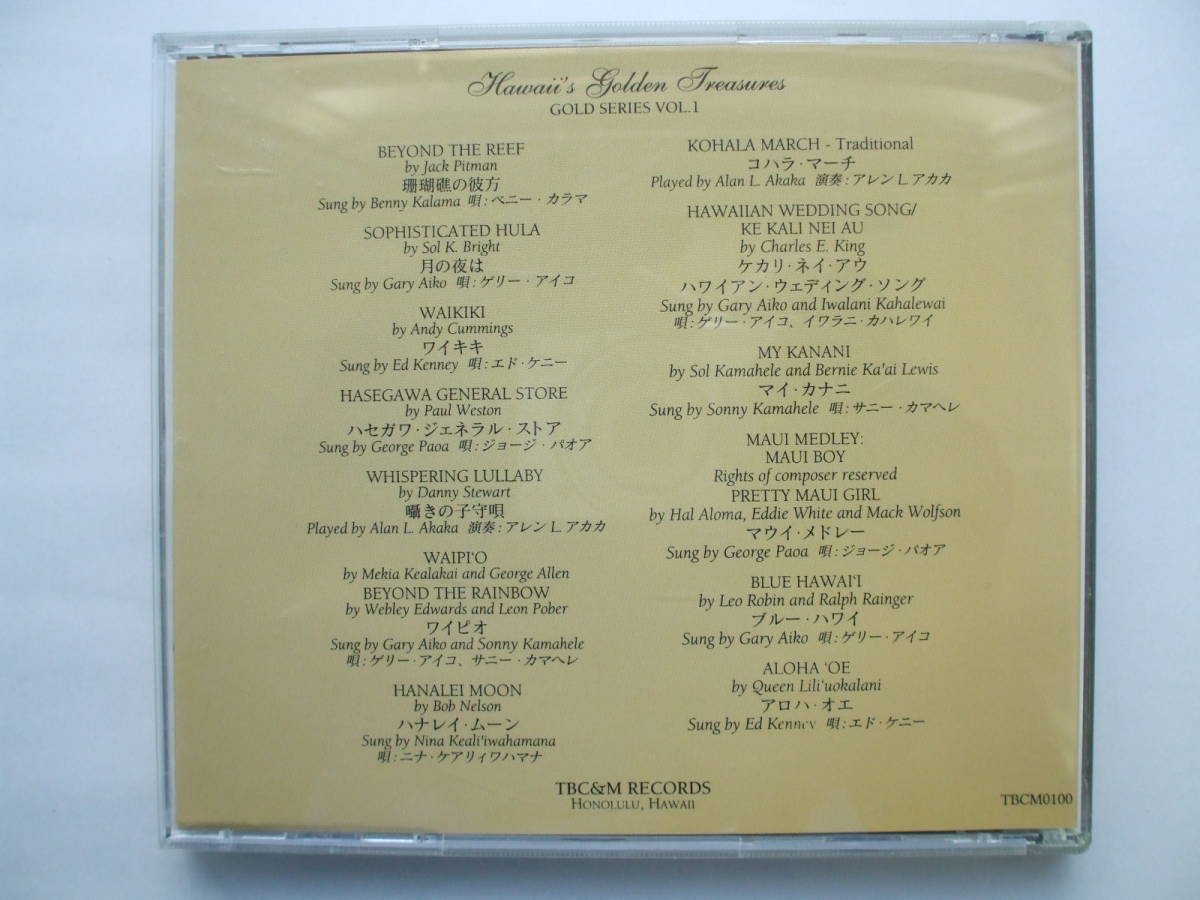 Hawaii's Golden Treasures
GOLD SERIES VOL.1
BEYOND THE REEF
by Jack Pitman
珊瑚礁の彼方
Sung by Benny Kalama 唄:ベニー・カラマ
SOPHISTICATED HULA
by Sol K. Bright
月の夜は
Sung by Gary Aiko 唄:ゲリー・アイコ
WAIKIKI
by Andy Cummings
ワイキキ
Sung by Ed Kenney 唄:エド・ケニー
HASEGAWA GENERAL STORE
by Paul Weston
ハセガワ・ジェネラル・ストア
Sung by George Paoa 唄:ジョージ・パオア
WHISPERING LULLABY
by Danny Stewart
囁きの子守唄
Played by Alan L. Akaka 演奏:アレン L. アカカ
WAIPI‘O
by Mekia Kealakai and George Allen
BEYOND THE RAINBOW
by Webley Edwards and Leon Pober
ワイピオ
Sung by Gary Aiko and Sonny Kamahele
唄:ゲリー・アイコ、サニー・カマヘレ
HANALEI MOON
by Bob Nelson
ハナレイ・ムーン
Sung by Nina Keali'iwahamana
唄:ニナ・ケアリィワハマナ
KOHALA MARCH - Traditional
コハラ・マーチ
Played by Alan L. Akaka 演奏:アレン L. アカカ
HAWAIIAN WEDDING SONG/
KE KALI NEI AU
by Charles E. King
ケカリ・ネイ・アウ
ハワイアン・ウェディング・ソング
Sung by Gary Aiko and Iwalani Kahalewai
唄:ゲリー・アイコ、イワラニ・カハレワイ
MY KANANI
by Sol Kamahele and Bernie Ka'ai Lewis
マイ・カナニ
Sung by Sonny Kamahele 唄:サニー・カマヘレ
MAUI MEDLEY:
MAUI BOY
Rights of composer reserved
PRETTY MAUI GIRL
by Hal Aloma, Eddie White and Mack Wolfson
マウイ・メドレー
Sung by George Paoa 唄:ジョージ・パオア
BLUE HAWAI'I
by Leo Robin and Ralph Rainger
ブルー・ハワイ
Sung by Gary Aiko 唄:ゲリー・アイコ
ALOHA ‘OE
by Queen Lili‘uokalani
アロハ・オエ
Sung by Ed Kenney 唄:エド・ケニー
TBC&M RECORDS
HONOLULU, HAWAII
TBCM0100